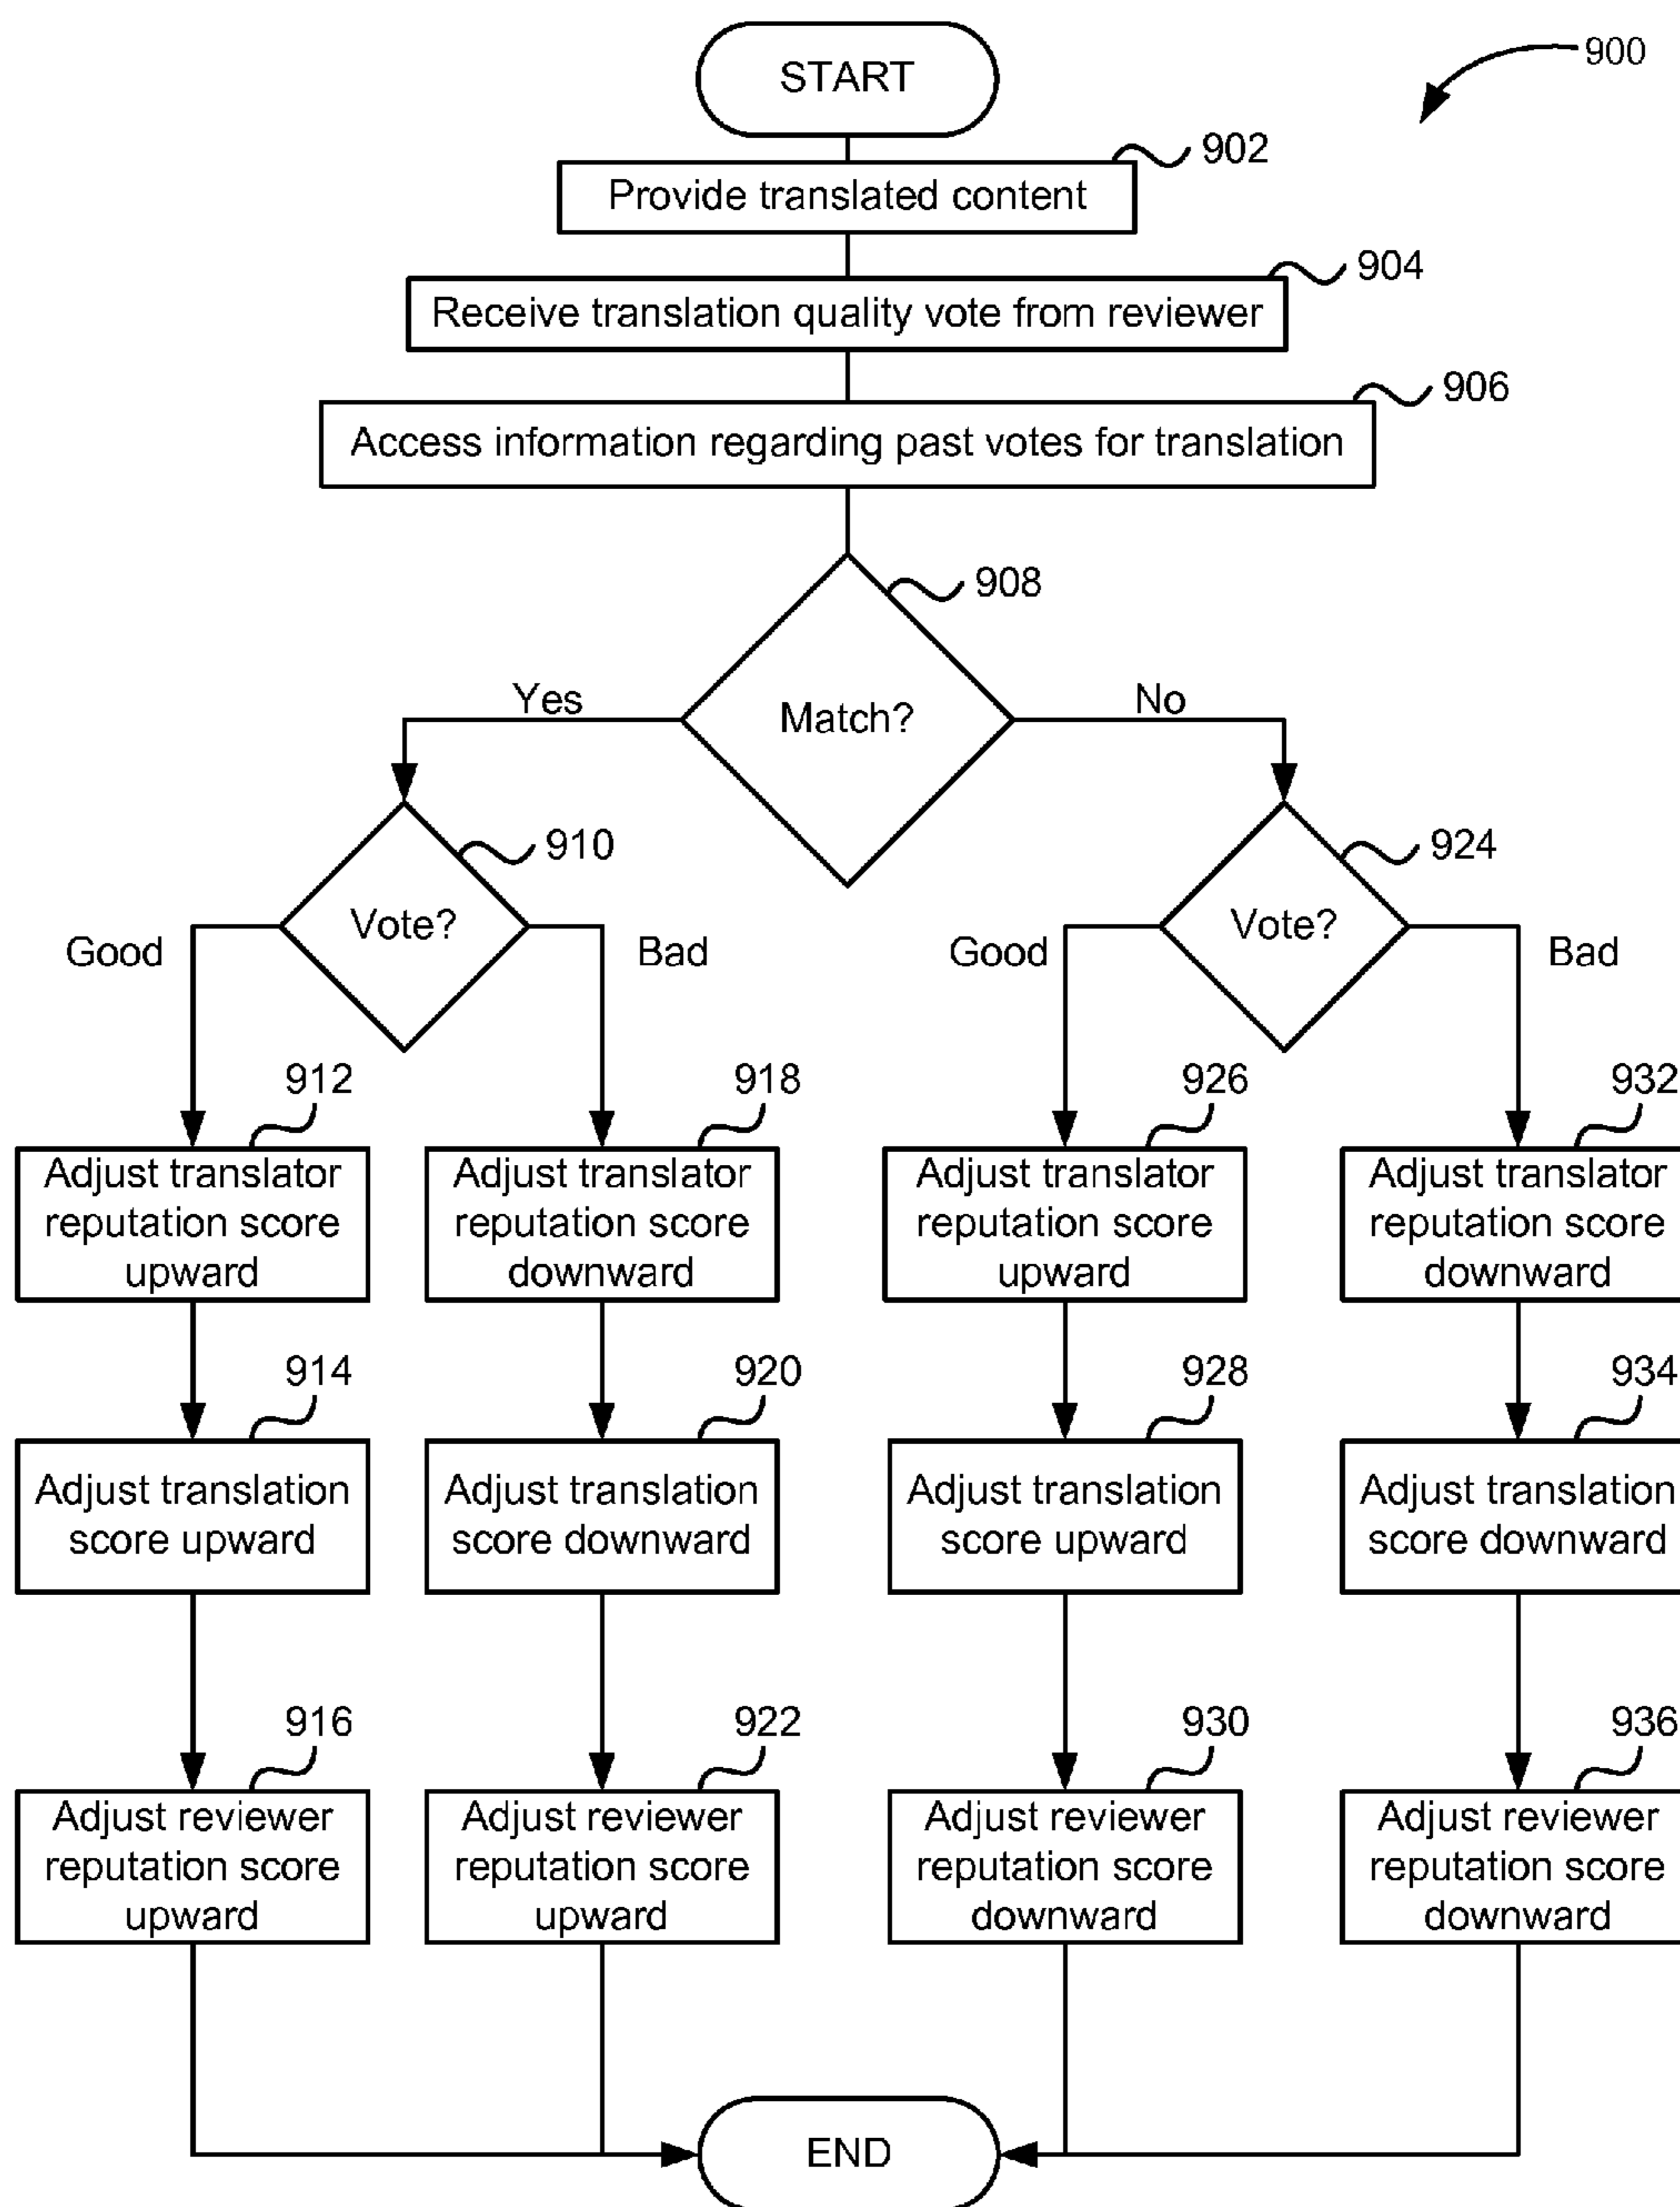 START
900
902
Provide translated content
904
Receive translation quality vote from reviewer
906
Access information regarding past votes for translation
908
Match?
Yes
No
910
Vote?
Good
Bad
924
Vote?
Good
Bad
912
Adjust translator
reputation score
upward
918
Adjust translator
reputation score
downward
926
Adjust translator
reputation score
upward
932
Adjust translator
reputation score
downward
914
Adjust translation
score upward
920
Adjust translation
score downward
928
Adjust translation
score upward
934
Adjust translation
score downward
916
Adjust reviewer
reputation score
upward
922
Adjust reviewer
reputation score
upward
930
Adjust reviewer
reputation score
downward
936
Adjust reviewer
reputation score
downward
END